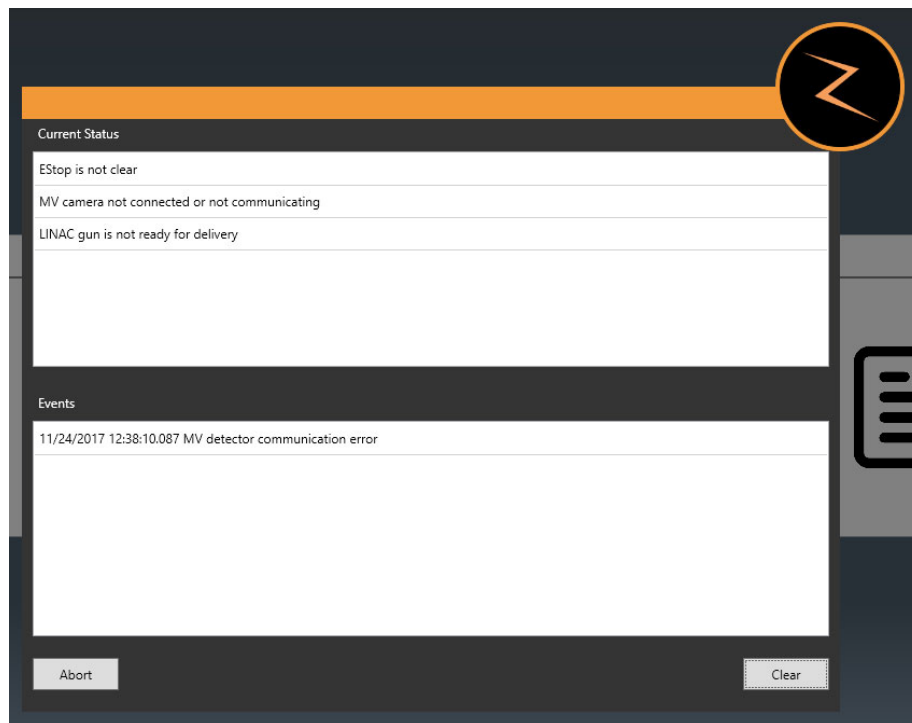 Current Status
EStop is not clear
MV camera not connected or not communicating
LINAC gun is not ready for delivery
Events
11/24/2017 12:38:10.087 MV detector communication error
Abort
Clear